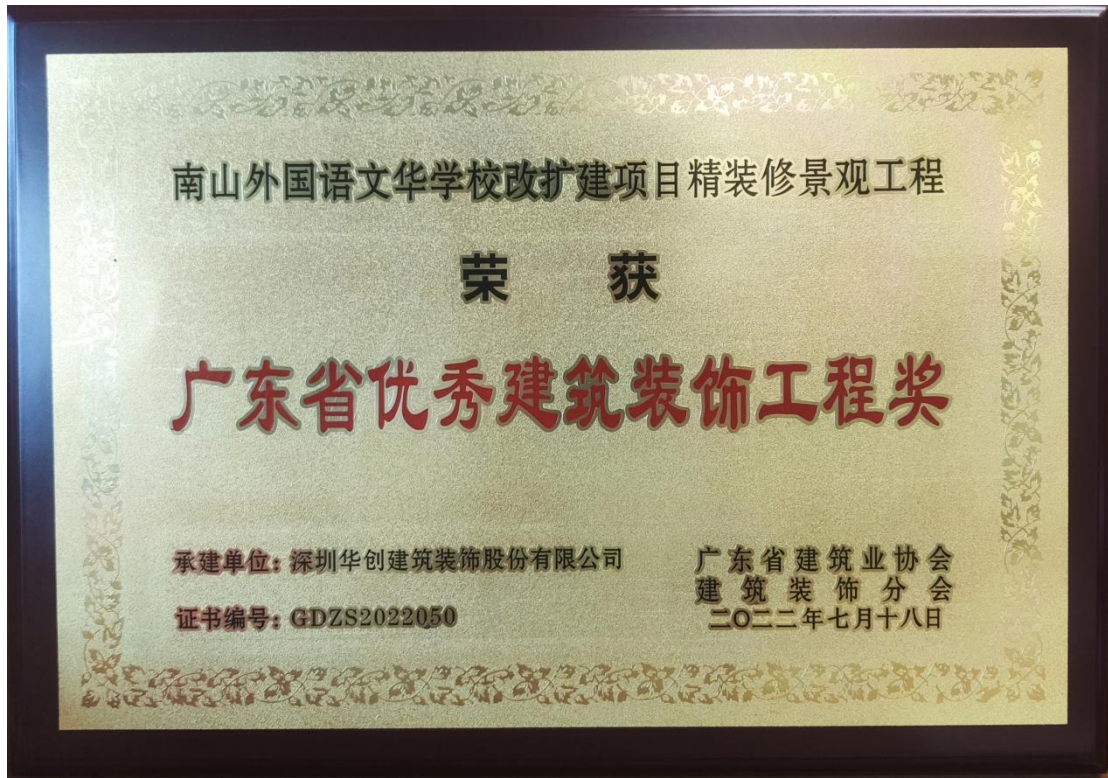 南山外国语文华学校改扩建项目精装修景观工程
荣 获
广东省优秀建筑装饰工程奖
承建单位: 深圳华创建筑装饰股份有限公司
证书编号: GDZS2022050
广东省建筑业协会
建筑装饰分会
二〇二二年七月十八日